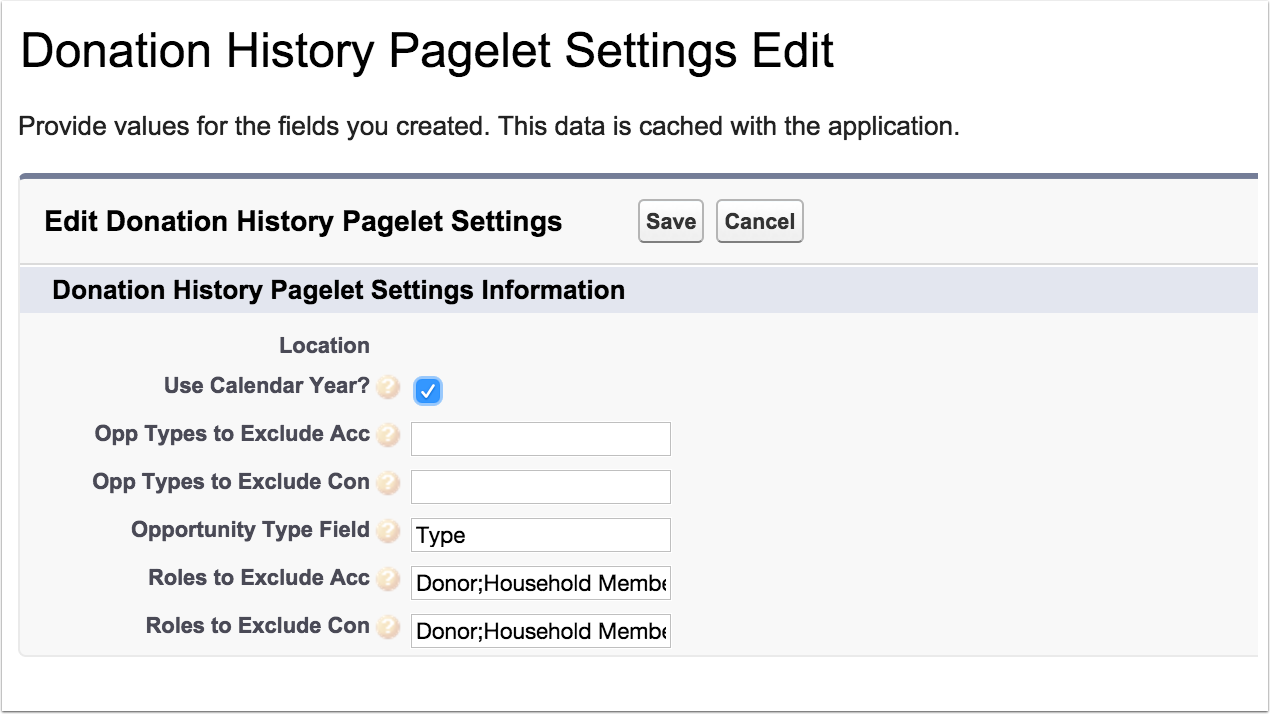 Donation History Pagelet Settings Edit
Provide values for the fields you created. This data is cached with the application.
Edit Donation History Pagelet Settings Save Cancel
Donation History Pagelet Settings Information
Location
Use Calendar Year? ?
Opp Types to Exclude Acc ?
Opp Types to Exclude Con ?
Opportunity Type Field ? Type
Roles to Exclude Acc ? Donor;Household Membe
Roles to Exclude Con ? Donor;Household Membe